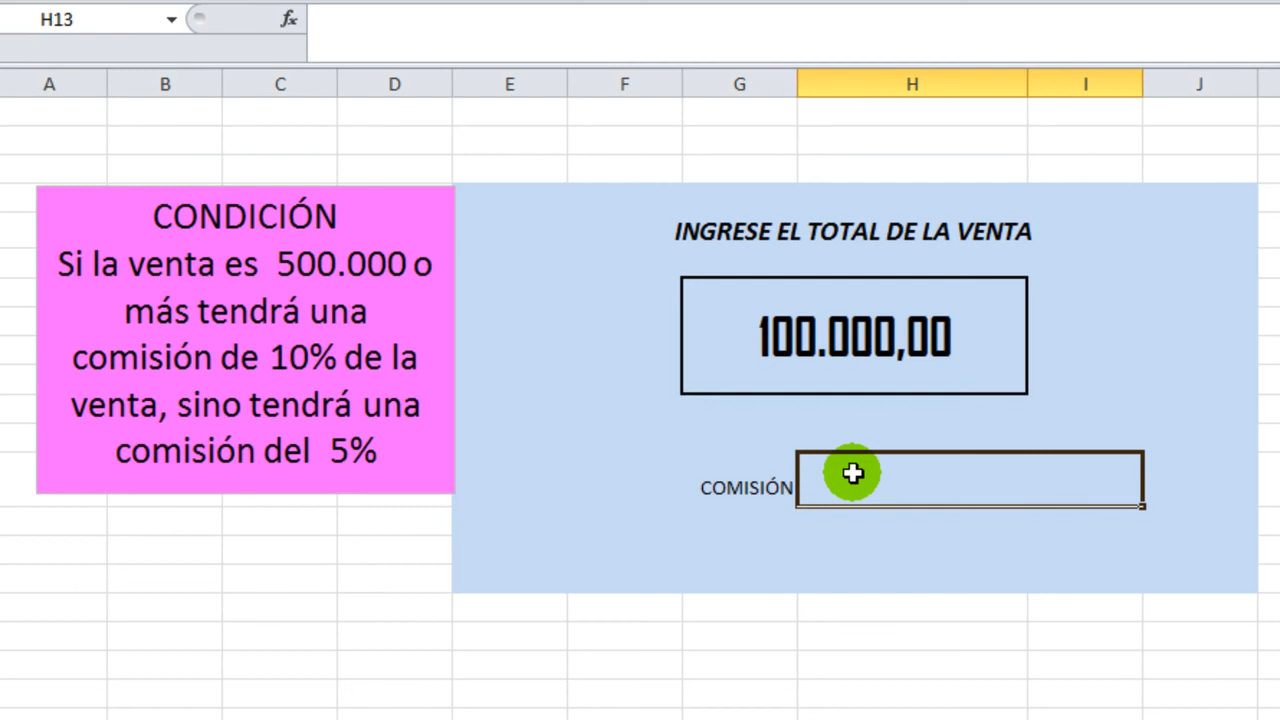 H13
fx
A B C D E F G H I J
CONDICIÓN
Si la venta es 500.000 o
más tendrá una
comisión de 10% de la
venta, sino tendrá una
comisión del 5%
INGRESE EL TOTAL DE LA VENTA
100.000,00
COMISIÓN